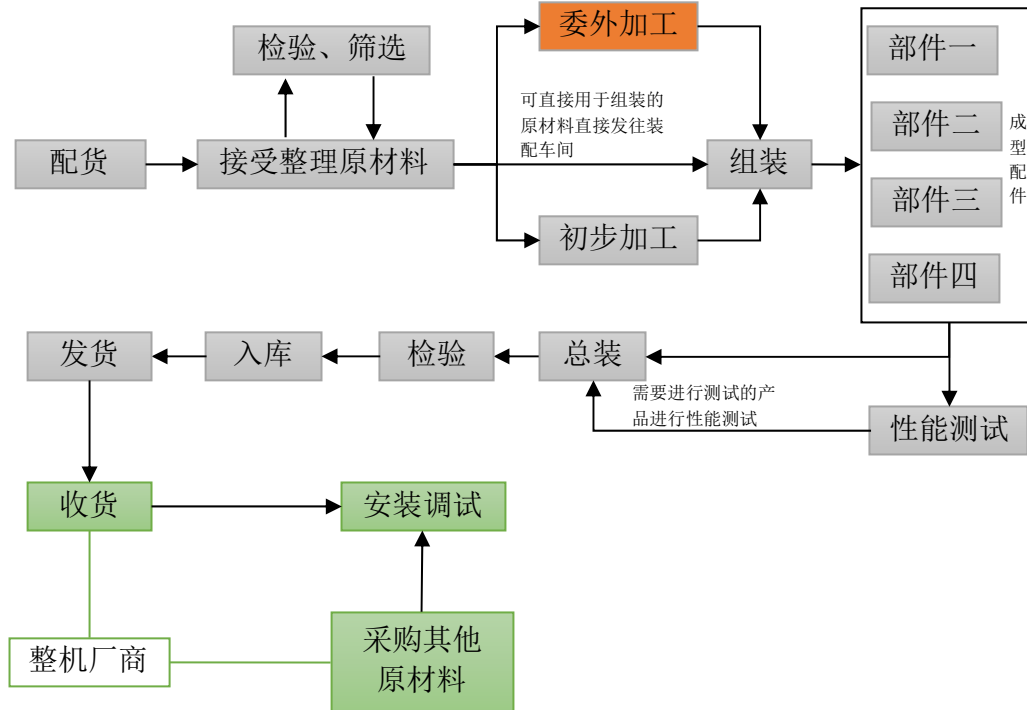 检验、筛选
委外加工
部件一
可直接用于组装的
原材料直接发往装
配车间
部件二
成
型
配
件
配货
接受整理原材料
组装
部件三
初步加工
部件四
发货
入库
检验
总装
需要进行测试的产
品进行性能测试
性能测试
收货
安装调试
整机厂商
采购其他
原材料